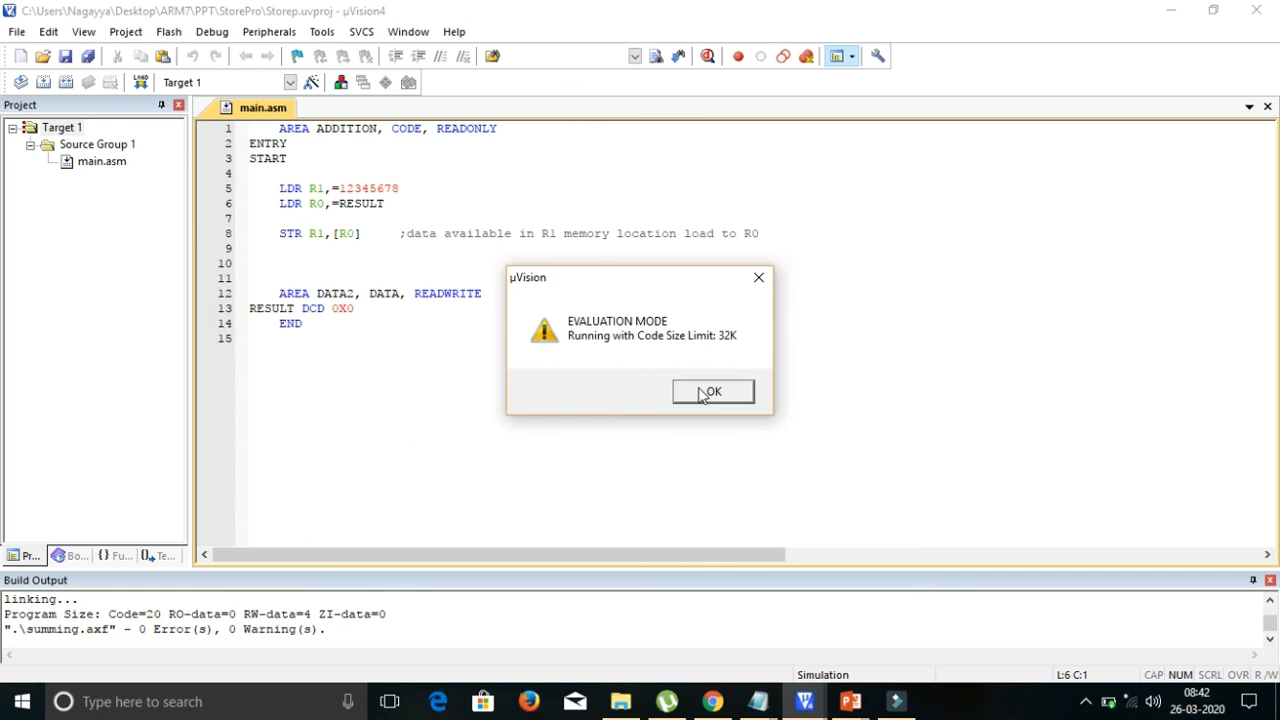 C:\Users\Nagayya\Desktop\ARM7\PPT\StorePro\Storep.uvproj - µVision4
File Edit View Project Flash Debug Peripherals Tools SVCS Window Help
LOAD Target 1
Project
main.asm
Target 1
Source Group 1
main.asm
1 AREA ADDITION, CODE, READONLY
2 ENTRY
3 START
4
5 LDR R1,=12345678
6 LDR R0,=RESULT
7
8 STR R1,[R0] ;data available in R1 memory location load to R0
9
10
11
12 AREA DATA2, DATA, READWRITE
13 RESULT DCD 0X0
14 END
15
µVision
EVALUATION MODE
Running with Code Size Limit: 32K
OK
Pr... Bo... {} Fu... {} Te...
Build Output
linking...
Program Size: Code=20 RO-data=0 RW-data=4 ZI-data=0
".\summing.axf" - 0 Error(s), 0 Warning(s).
Simulation L:6 C:1 CAP NUM SCRL OVR R/W
Type here to search
08:42
26-03-2020